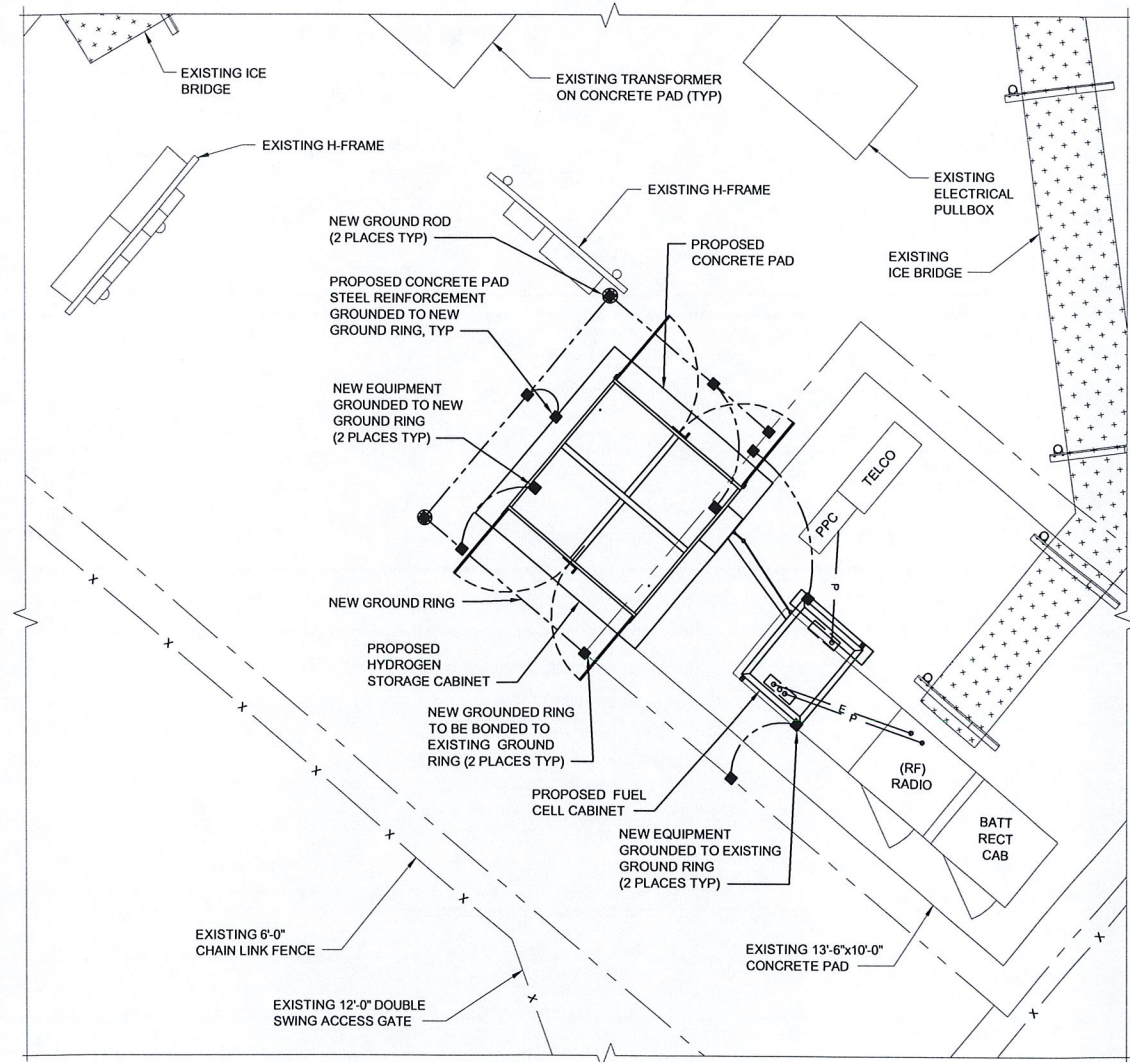 EXISTING ICE
BRIDGE
EXISTING TRANSFORMER
ON CONCRETE PAD (TYP)
EXISTING H-FRAME
EXISTING
ELECTRICAL
PULLBOX
EXISTING H-FRAME
NEW GROUND ROD
(2 PLACES TYP)
PROPOSED
CONCRETE PAD
EXISTING
ICE BRIDGE
PROPOSED CONCRETE PAD
STEEL REINFORCEMENT
GROUNDED TO NEW
GROUND RING, TYP
NEW EQUIPMENT
GROUNDED TO NEW
GROUND RING
(2 PLACES TYP)
TELCO
PPC
P
NEW GROUND RING
PROPOSED
HYDROGEN
STORAGE CABINET
NEW GROUNDED RING
TO BE BONDED TO
EXISTING GROUND
RING (2 PLACES TYP)
E
P
(RF)
RADIO
PROPOSED FUEL
CELL CABINET
BATT
RECT
CAB
NEW EQUIPMENT
GROUNDED TO EXISTING
GROUND RING
(2 PLACES TYP)
EXISTING 6'-0"
CHAIN LINK FENCE
EXISTING 13'-6"x10'-0"
CONCRETE PAD
EXISTING 12'-0" DOUBLE
SWING ACCESS GATE